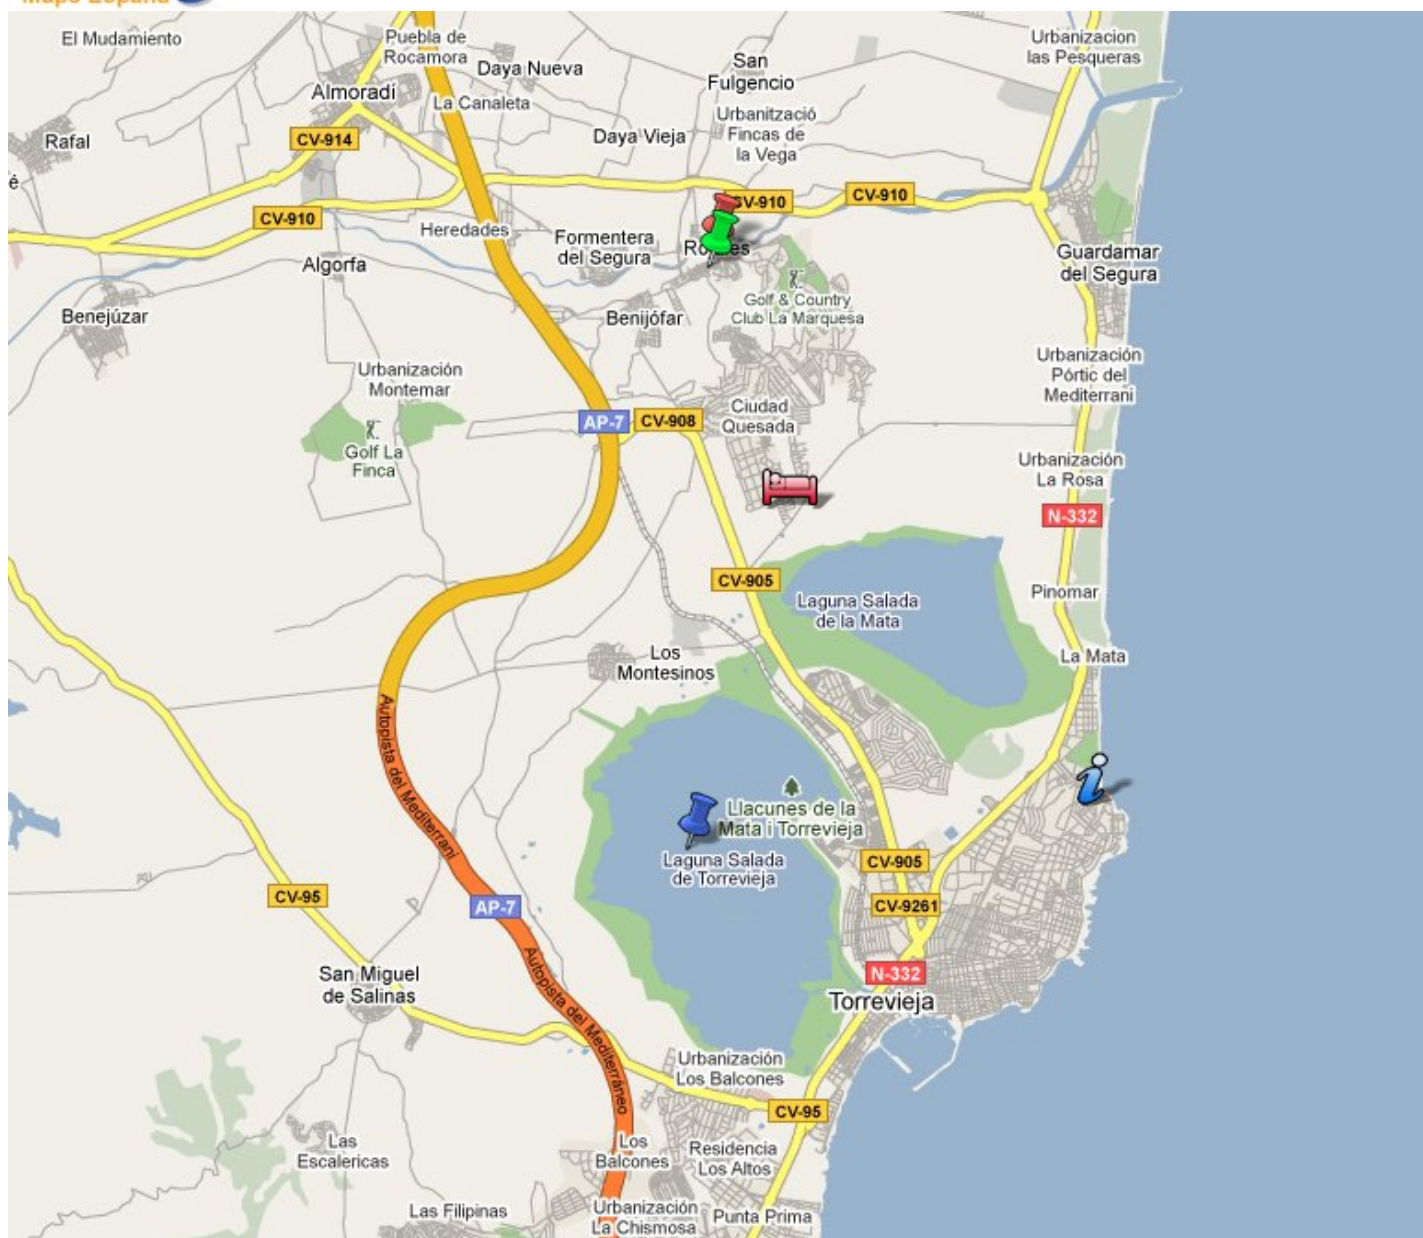 Mapo España
El Mudamiento
Puebla de
Rocamora
Daya Nueva
San
Fulgencio
Urbanizacion
las Pesqueras
Almoradí
La Canaleta
Urbanització
Fincas de
la Vega
Daya Vieja
CV-914
Rafal
é
CV-910
CV-910
CV-910
Heredades
Formentera
del Segura
Guardamar
del Segura
Algorfa
Golf & Country
Club La Marquesa
Benejúzar
Benijófar
Urbanización
Pòrtic del
Mediterrani
Urbanización
Montemar
Ciudad
Quesada
AP-7
CV-908
Golf La
Finca
Urbanización
La Rosa
N-332
CV-905
Pinomar
Laguna Salada
de la Mata
Los
Montesinos
La Mata
Autopista del Mediterrani
Llacunes de la
Mata i Torrevieja
Laguna Salada
de Torrevieja
CV-905
CV-95
AP-7
CV-9261
San Miguel
de Salinas
Autopista del Mediterráneo
N-332
Torrevieja
Urbanización
Los Balcones
CV-95
Las
Escalericas
Los
Balcones
Residencia
Los Altos
Las Filipinas
Urbanización
La Chismosa
Punta Prima